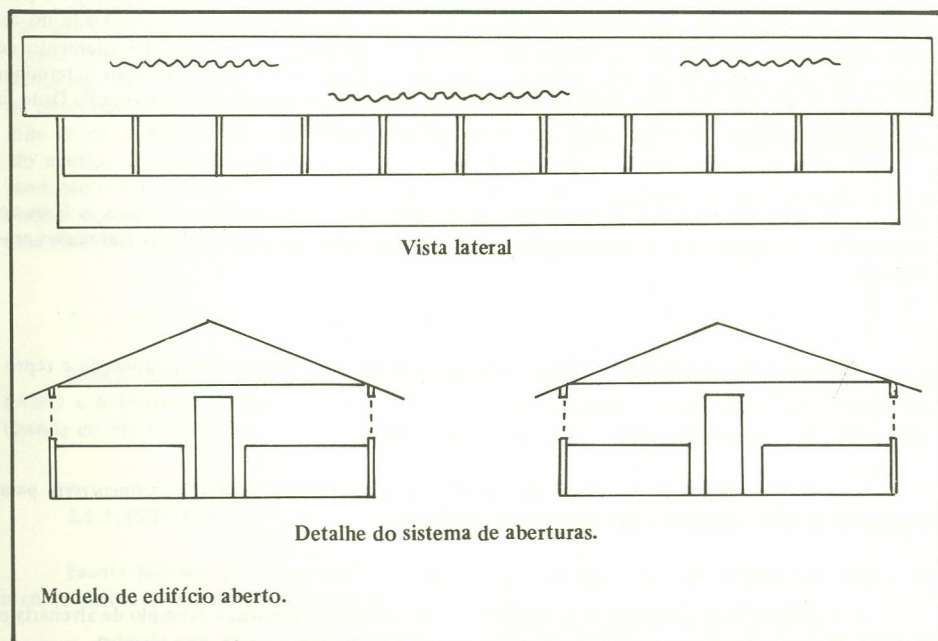 Vista lateral
Detalhe do sistema de aberturas.
Modelo de edifício aberto.